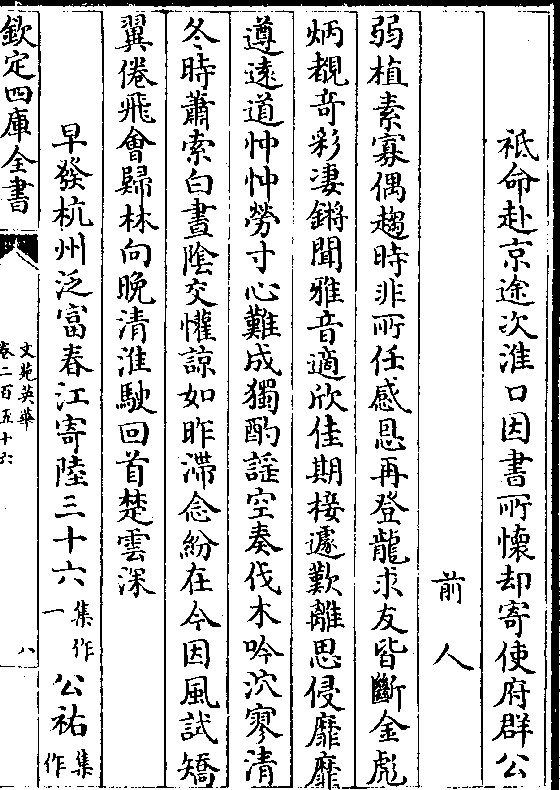 祗命赴京途次淮口因書所懷却寄使府群公
前人
弱植素寡偶趨時非所任感恩再登龍求友皆斷金彪
炳覩奇彩凄鏘聞雅音適欣佳期接遽歎離思侵靡靡
遵遠道忡忡勞寸心難成獨酌謡空奏伐木吟泬寥清
冬時蕭索白晝陰交懽諒如昨滯念紛在今因風試矯
翼倦飛會歸林向晚清淮駛回首楚雲深
早發杭州泛富春江寄陸三十六集作一公祐集作
欽定四庫全書
文苑英華
卷二百五十六
八